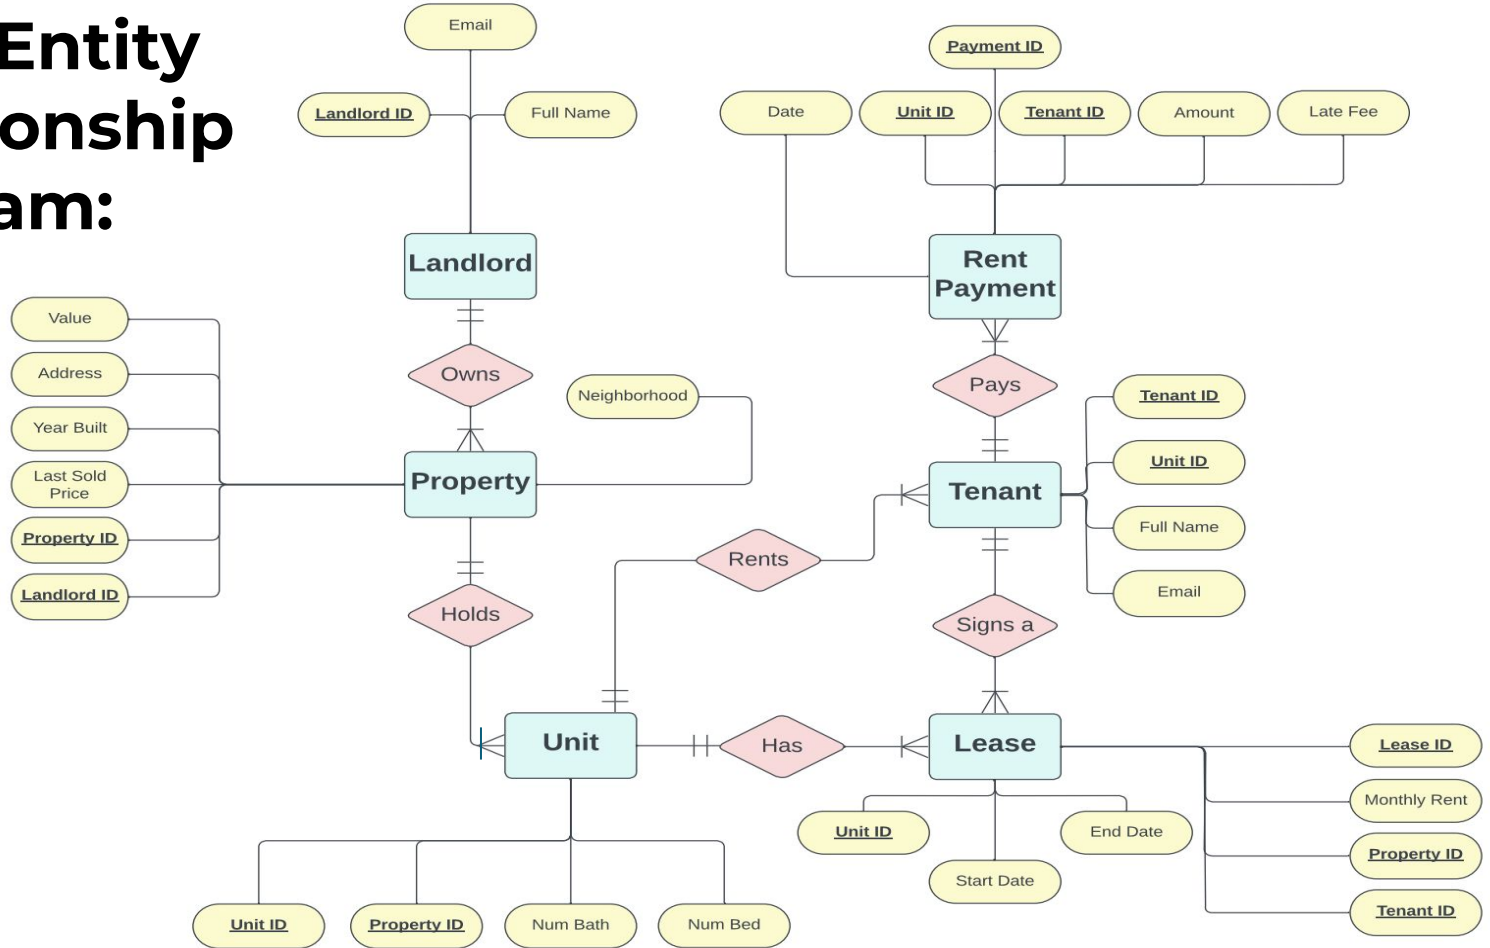 Entity
onship
am:
Email
Landlord ID
Full Name
Payment ID
Date
Unit ID
Tenant ID
Amount
Late Fee
Landlord
Rent
Payment
Value
Address
Year Built
Last Sold
Price
Property ID
Landlord ID
Owns
Neighborhood
Property
Pays
Tenant
Tenant ID
Unit ID
Full Name
Email
Rents
Holds
Signs a
Unit
Has
Lease
Lease ID
Monthly Rent
Property ID
Tenant ID
Unit ID
End Date
Start Date
Unit ID
Property ID
Num Bath
Num Bed